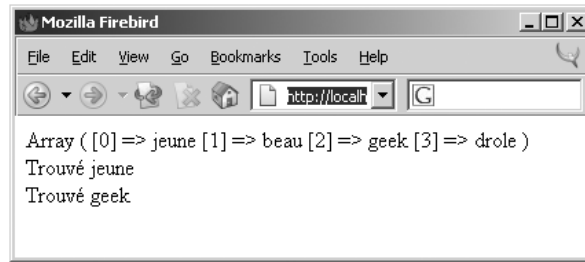 Mozilla Firebird
File Edit View Go Bookmarks Tools Help
http://localh G
Array ( [0] => jeune [1] => beau [2] => geek [3] => drole )
Trouvé jeune
Trouvé geek